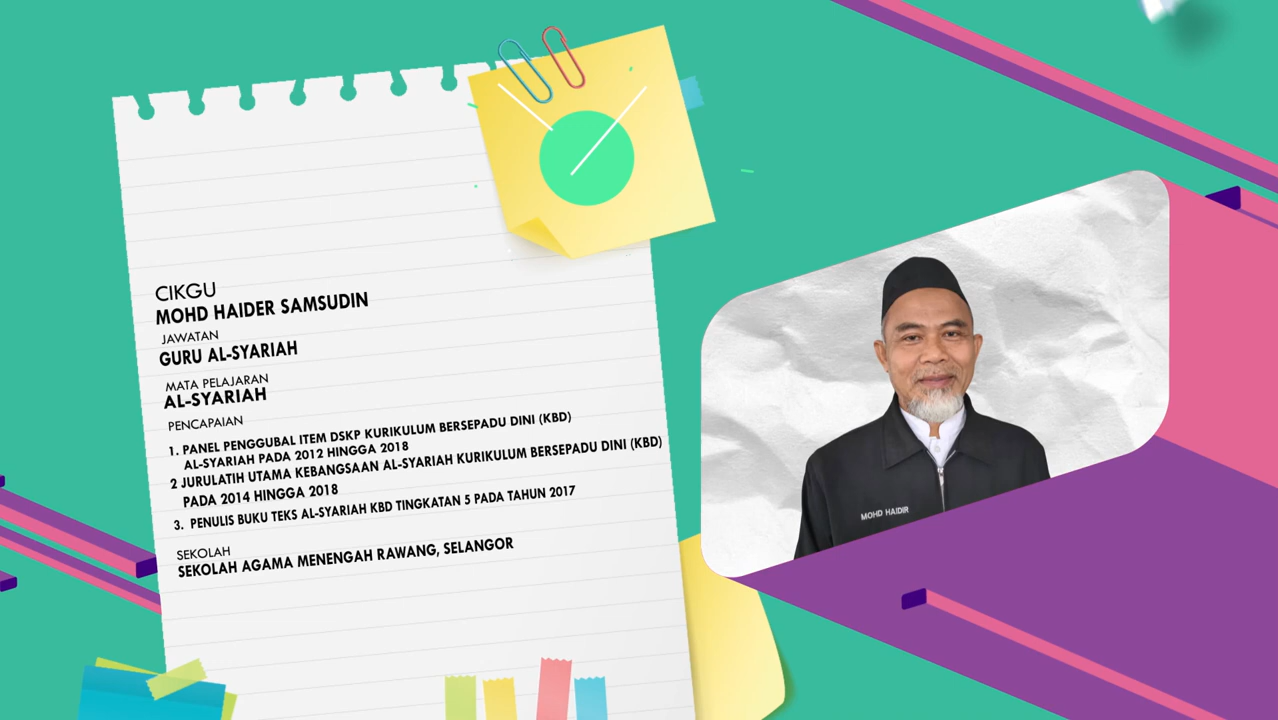 CIKGU
MOHD HAIDER SAMSUDIN
JAWATAN
GURU AL-SYARIAH
MATA PELAJARAN
AL-SYARIAH
PENCAPAIAN
1. PANEL PENGGUBAL ITEM DSKP KURIKULUM BERSEPADU DINI (KBD)
AL-SYARIAH PADA 2012 HINGGA 2018
2 JURULATIH UTAMA KEBANGSAAN AL-SYARIAH KURIKULUM BERSEPADU DINI (KBD)
PADA 2014 HINGGA 2018
3. PENULIS BUKU TEKS AL-SYARIAH KBD TINGKATAN 5 PADA TAHUN 2017
SEKOLAH
SEKOLAH AGAMA MENENGAH RAWANG, SELANGOR
MOHD HAIDIR